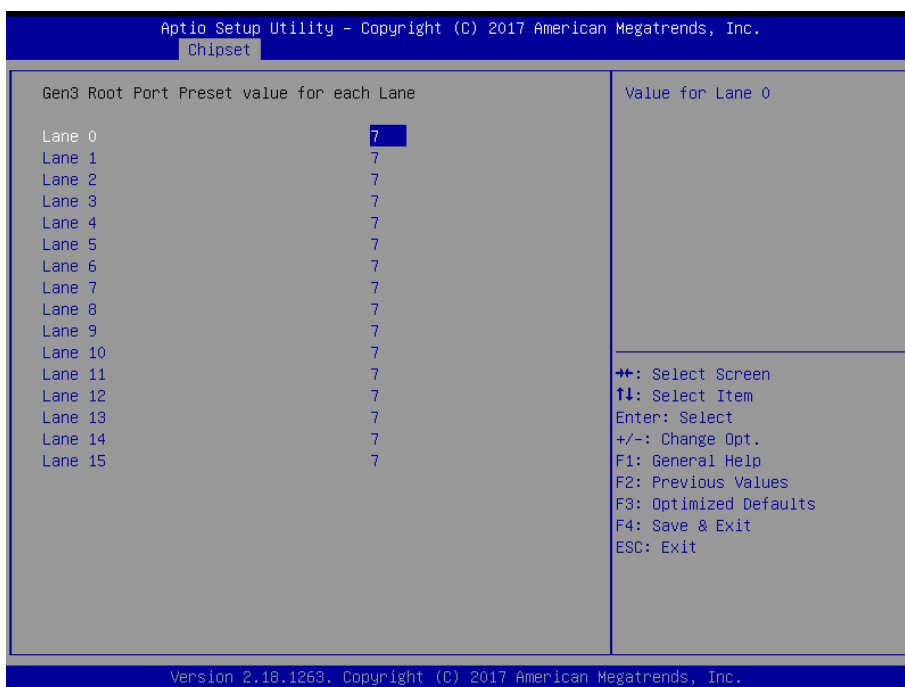 Aptio Setup Utility – Copyright (C) 2017 American Megatrends, Inc.
Chipset
Gen3 Root Port Preset value for each Lane
Lane 0 7
Lane 1 7
Lane 2 7
Lane 3 7
Lane 4 7
Lane 5 7
Lane 6 7
Lane 7 7
Lane 8 7
Lane 9 7
Lane 10 7
Lane 11 7
Lane 12 7
Lane 13 7
Lane 14 7
Lane 15 7
Value for Lane 0
→←: Select Screen
↑↓: Select Item
Enter: Select
+/-: Change Opt.
F1: General Help
F2: Previous Values
F3: Optimized Defaults
F4: Save & Exit
ESC: Exit
Version 2.18.1263. Copyright (C) 2017 American Megatrends, Inc.